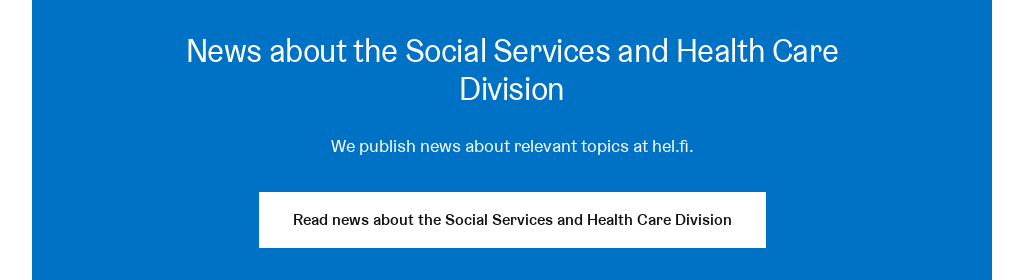 News about the Social Services and Health Care
Division
We publish news about relevant topics at hel.fi.
Read news about the Social Services and Health Care Division